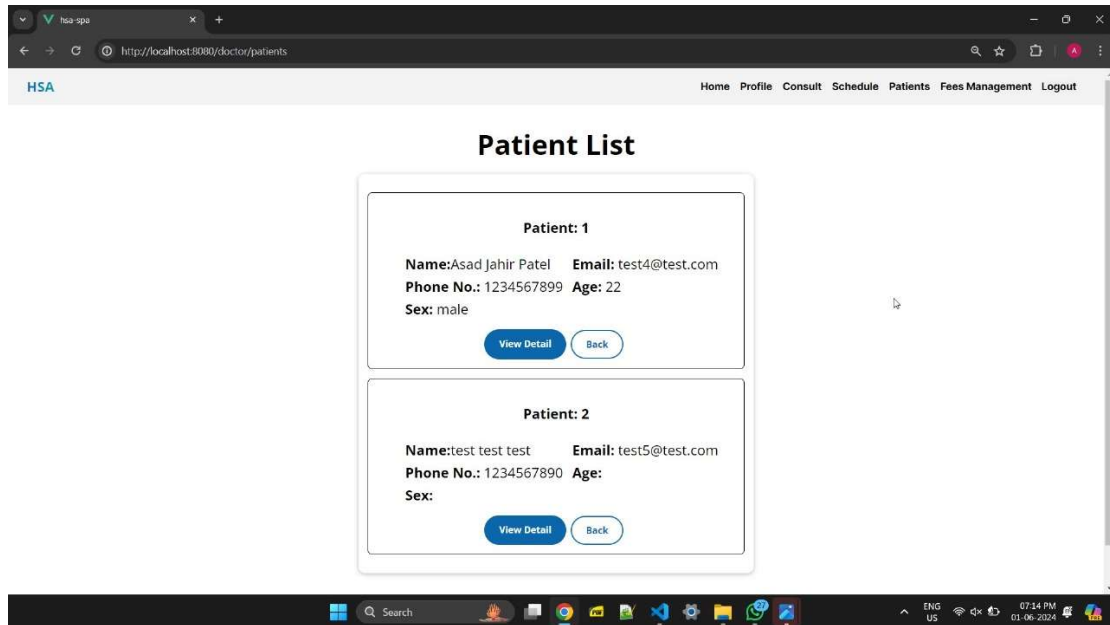 hsa-spa
http://localhost:8080/doctor/patients
A
HSA
Home Profile Consult Schedule Patients Fees Management Logout
Patient List
Patient: 1
Name:Asad Jahir Patel Email: test4@test.com
Phone No.: 1234567899 Age: 22
Sex: male
View Detail Back
Patient: 2
Name:test test test Email: test5@test.com
Phone No.: 1234567890 Age:
Sex:
View Detail Back
Search
27
ENG
US
07:14 PM
01-06-2024